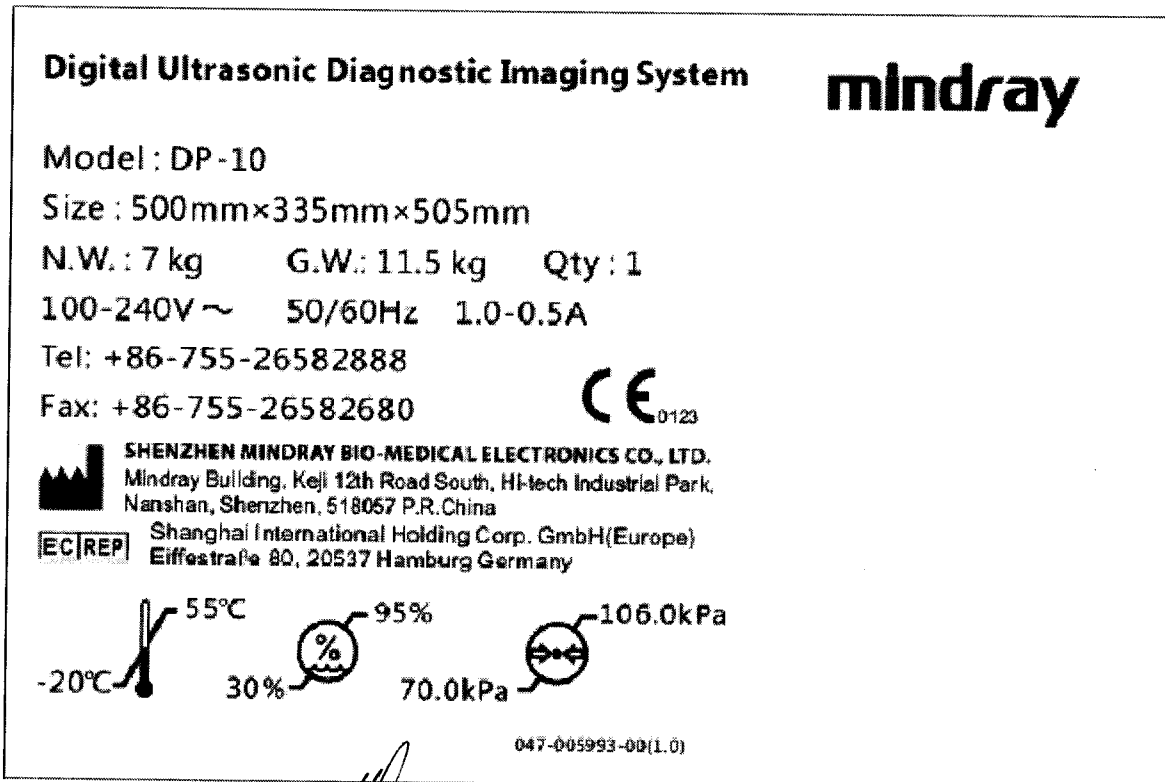 Digital Ultrasonic Diagnostic Imaging System
mindray
Model : DP-10
Size : 500mm×335mm×505mm
N.W. : 7 kg G.W.: 11.5 kg Qty : 1
100-240V ~ 50/60Hz 1.0-0.5A
Tel: +86-755-26582888
Fax: +86-755-26582680
CE 0123
SHENZHEN MINDRAY BIO-MEDICAL ELECTRONICS CO., LTD.
Mindray Building, Keji 12th Road South, Hi-tech Industrial Park,
Nanshan, Shenzhen, 518057 P.R.China
EC REP
Shanghai International Holding Corp. GmbH(Europe)
Eiffestraße 80, 20537 Hamburg Germany
55℃ 95% 106.0kPa
%
-20℃ 30% 70.0kPa
047-005993-00(1.0)